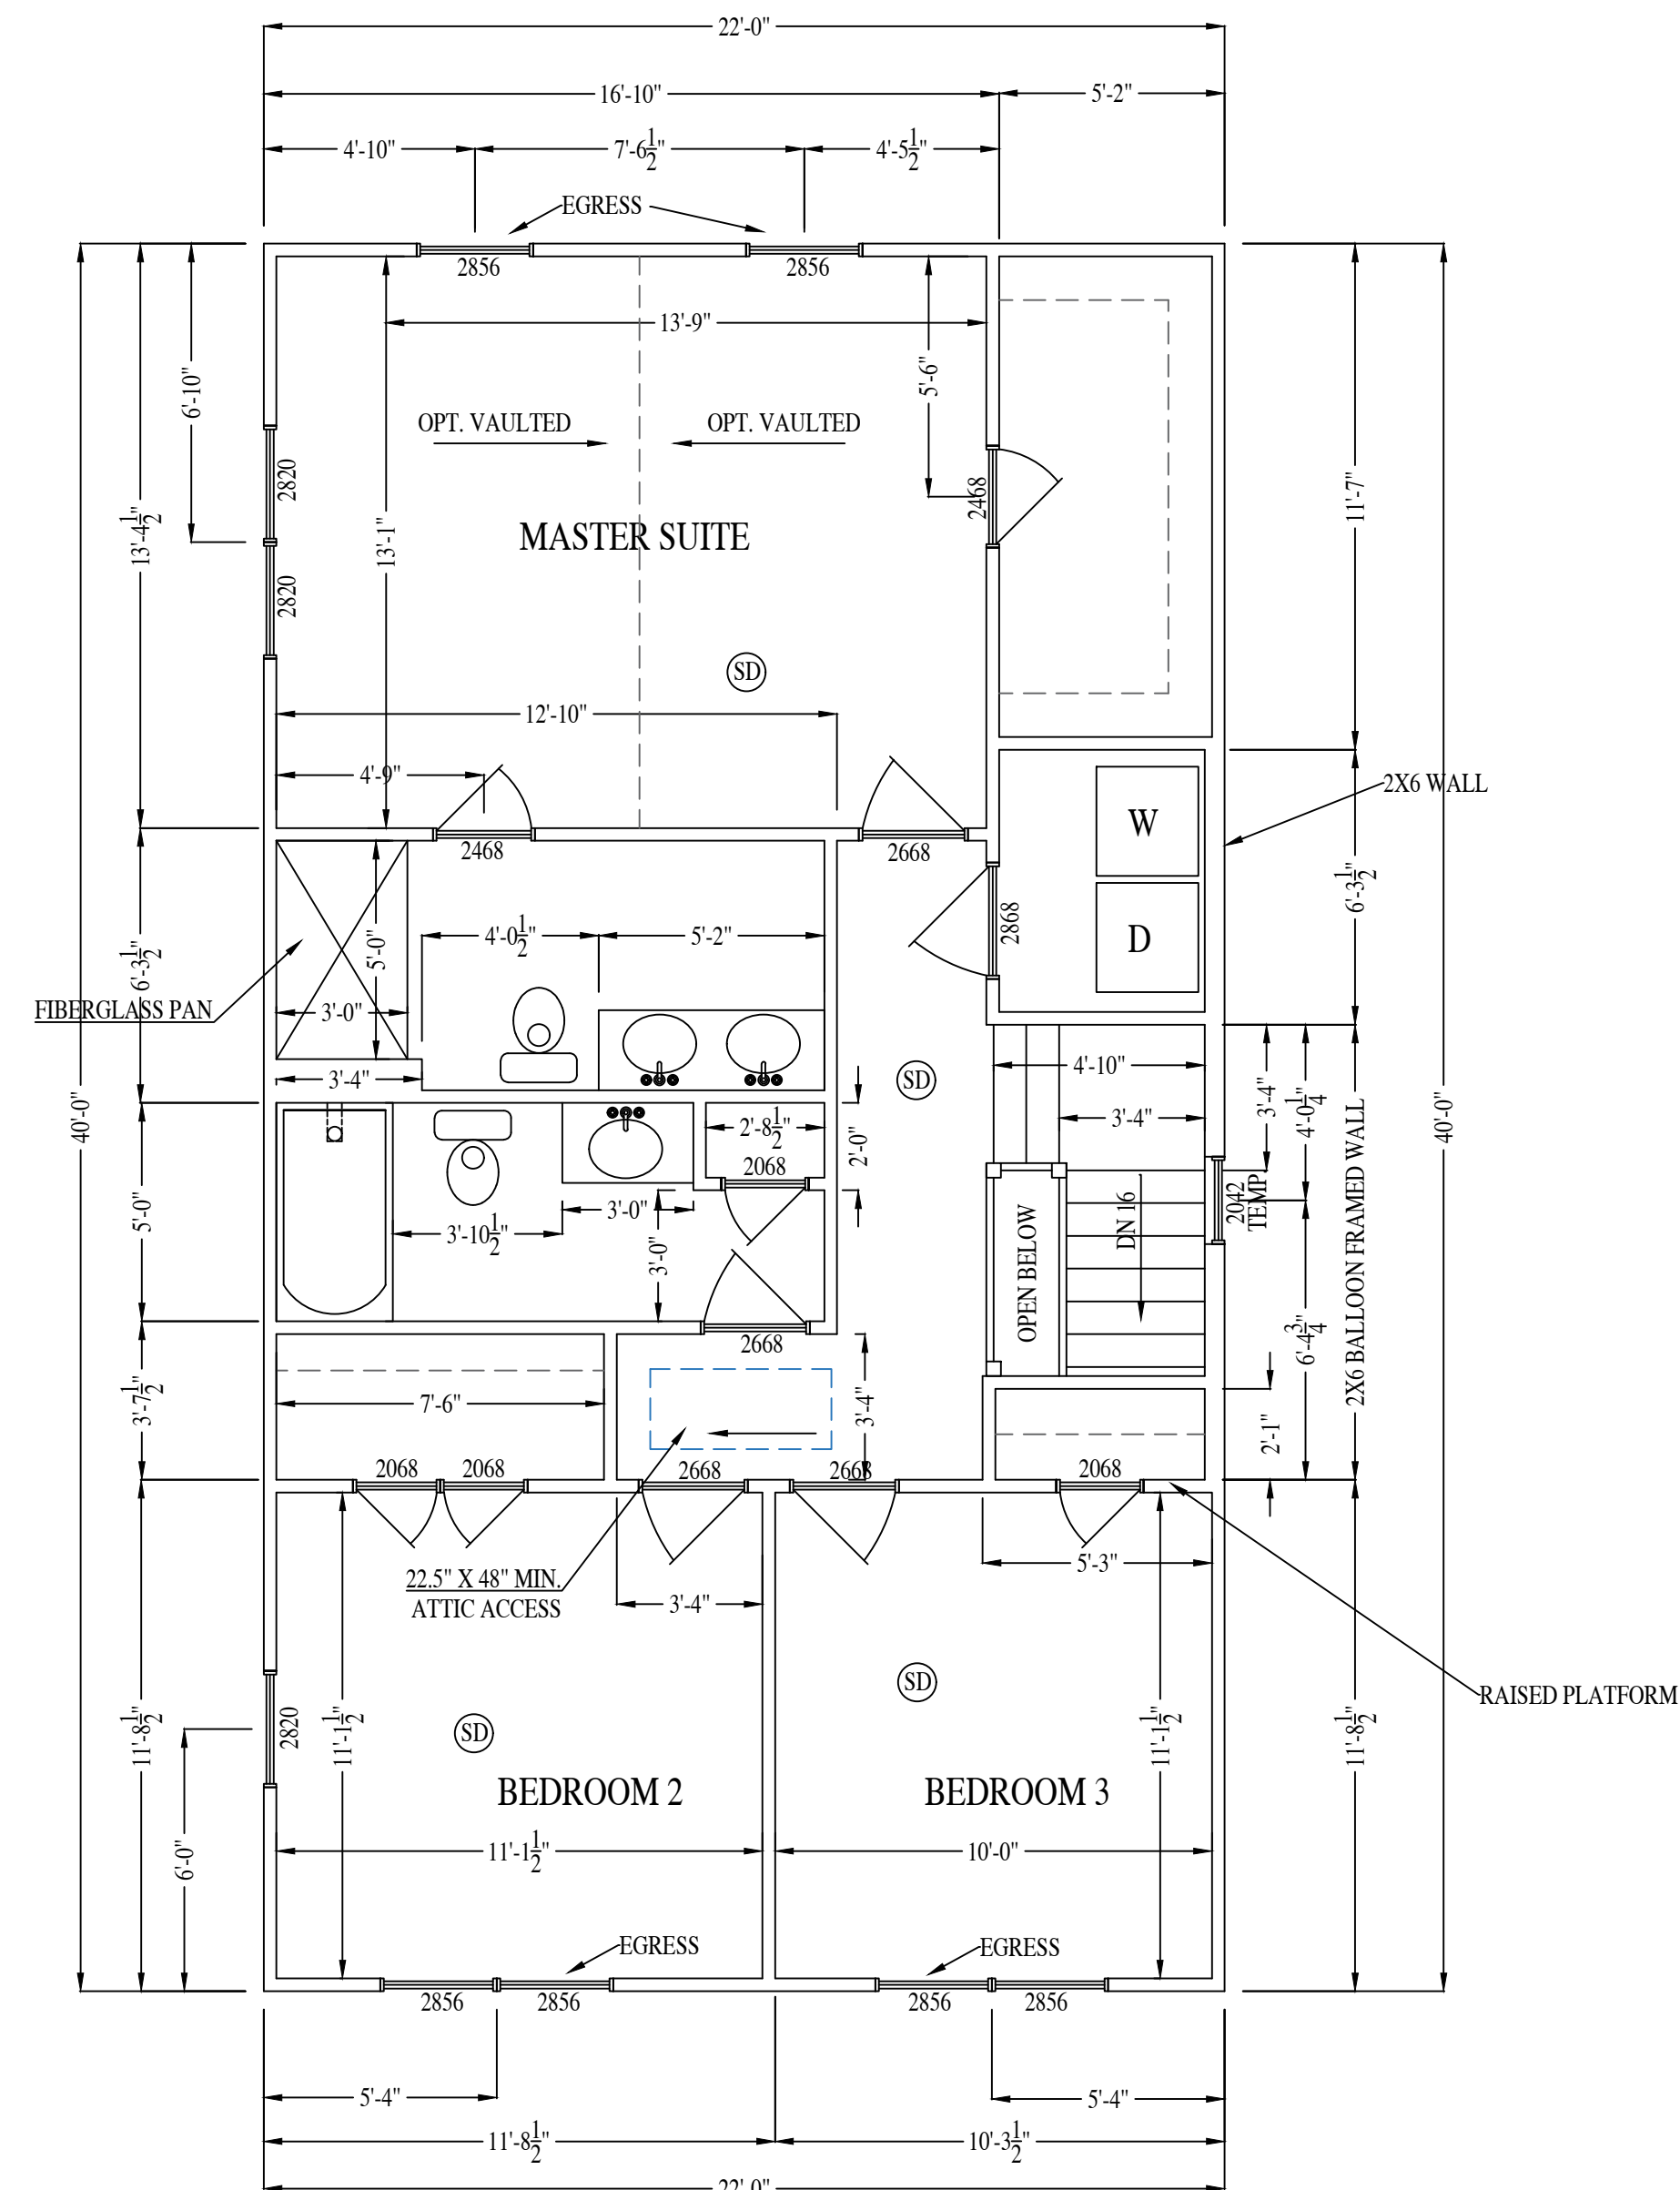 22'-0"
16'-10" 5'-2"
4'-10" 7'-6 1/2" 4'-5 1/2"
EGRESS
2856 2856
13'-9"
6'-10"
5'-6"
OPT. VAULTED OPT. VAULTED
2820
2468
11'-7"
13'-4 1/2"
13'-1"
MASTER SUITE
2820
SD
12'-10"
4'-9"
2X6 WALL
W
2468 2668
6'-3 1/2"
2868
4'-0 1/2" 5'-2"
D
5'-0"
6'-3 1/2"
FIBERGLASS PAN
3'-0"
3'-4"
SD
4'-10"
3'-4"
4'-0 1/4"
3'-4"
40'-0"
40'-0"
2'-8 1/2"
2'-0"
2068
5'-0"
3'-10 1/2"
3'-0"
3'-0"
DN 16
2042
TEMP
OPEN BELOW
2X6 BALLOON FRAMED WALL
6'-4 3/4"
2668
3'-7 1/2"
7'-6"
3'-4"
2'-1"
2068 2068 2668 2668 2068
5'-3"
22.5" X 48" MIN.
ATTIC ACCESS
3'-4"
SD
RAISED PLATFORM
11'-8 1/2"
2820
11'-1 1/2"
SD
11'-1 1/2"
11'-8 1/2"
BEDROOM 2 BEDROOM 3
6'-0"
11'-1 1/2" 10'-0"
EGRESS EGRESS
2856 2856 2856 2856
5'-4" 5'-4"
11'-8 1/2" 10'-3 1/2"
22'-0"